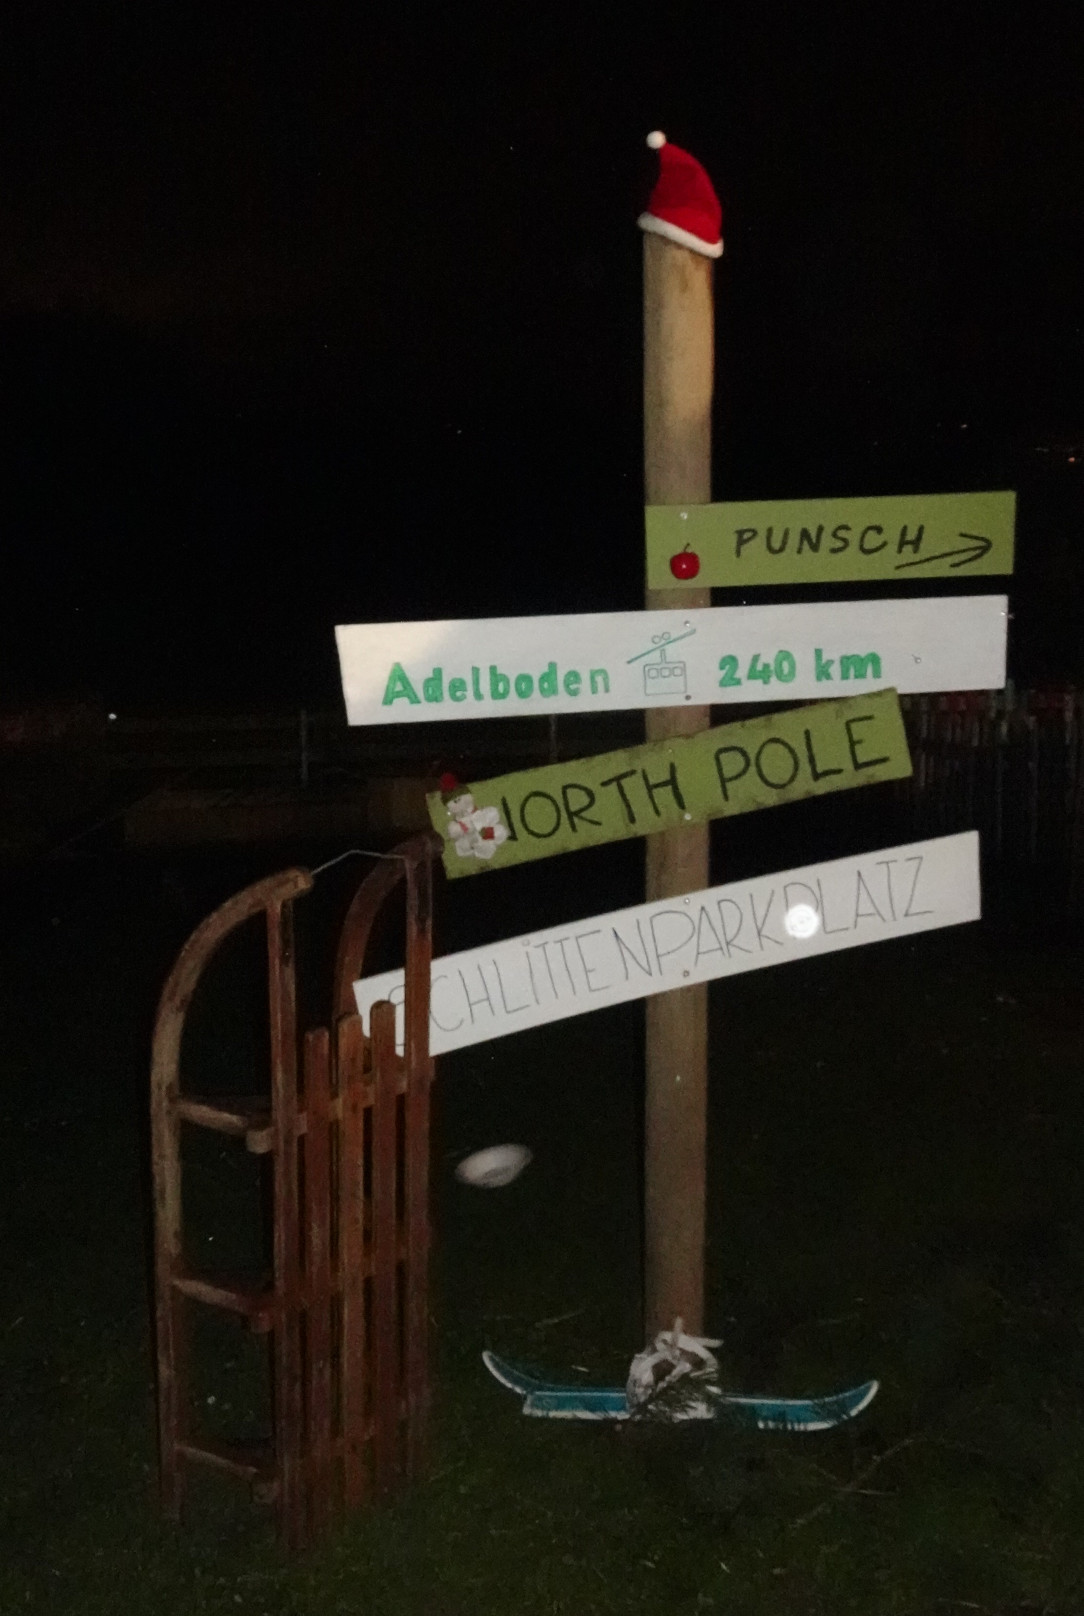 PUNSCH
Adelboden 240 km
NORTH POLE
SCHLITTENPARKPLATZ